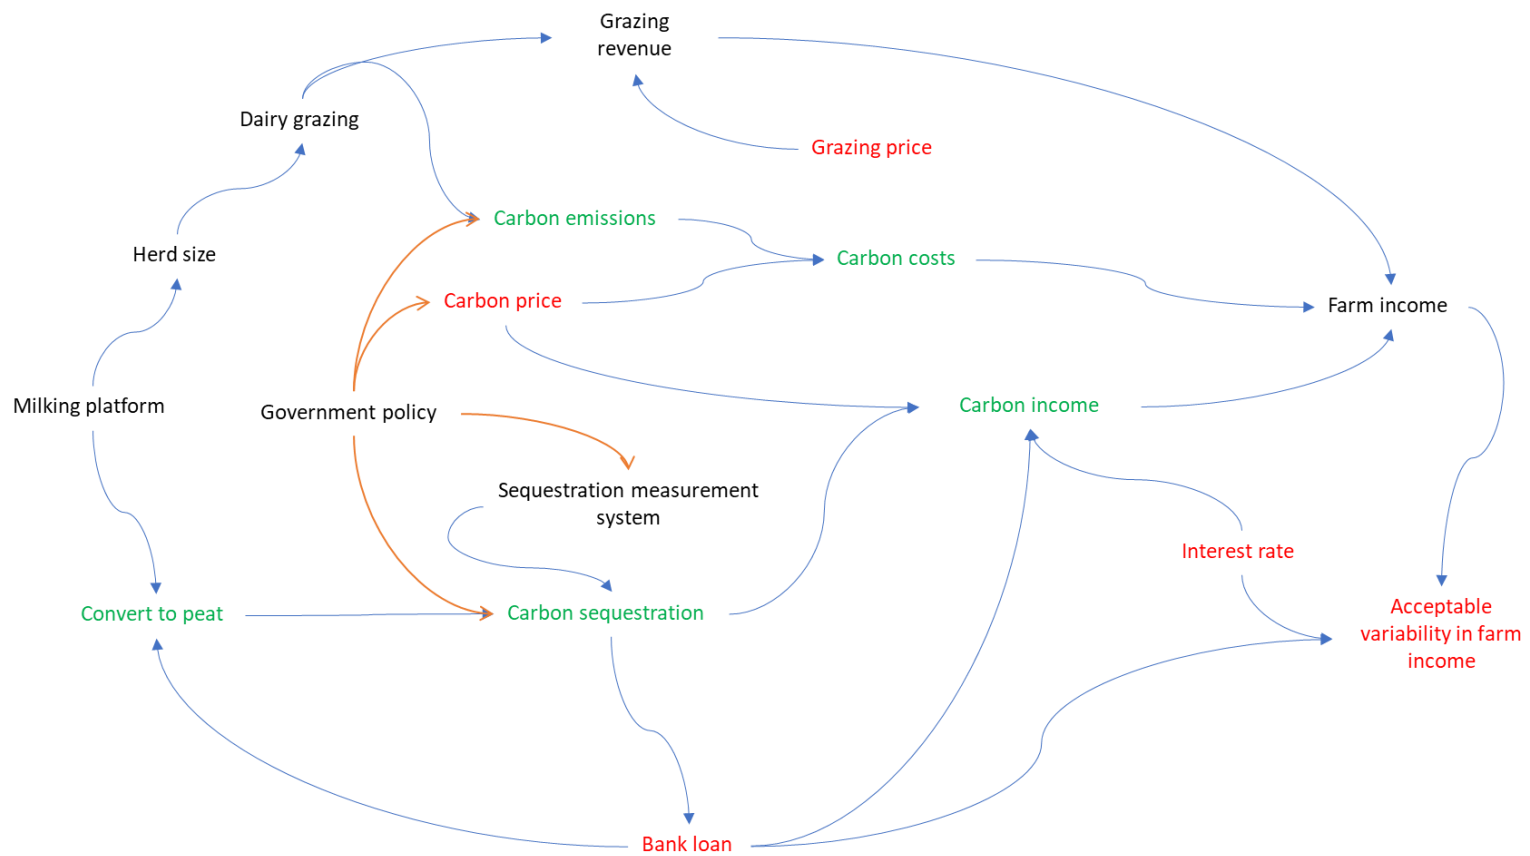 Grazing
revenue
Dairy grazing
Grazing price
Carbon emissions
Herd size
Carbon costs
Carbon price
Farm income
Milking platform
Government policy
Carbon income
Sequestration measurement
system
Interest rate
Convert to peat
Carbon sequestration
Acceptable
variability in farm
income
Bank loan